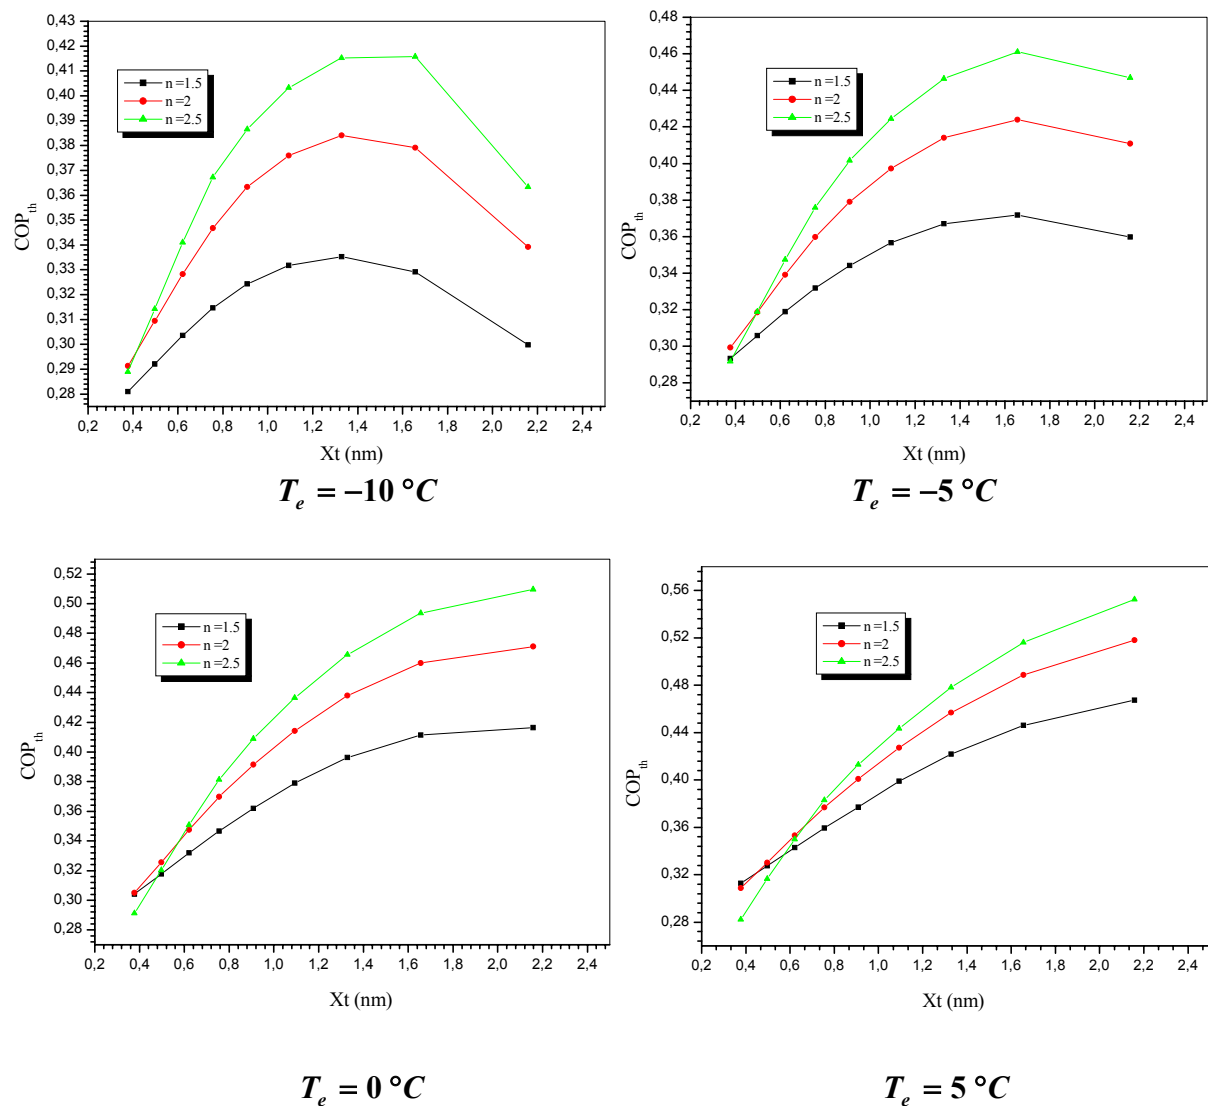 0,43
0,42
0,41
0,40
0,39
0,38
0,37
0,36
0,35
0,34
0,33
0,32
0,31
0,30
0,29
0,28
COPth
n =1.5
n =2
n =2.5
0,2 0,4 0,6 0,8 1,0 1,2 1,4 1,6 1,8 2,0 2,2 2,4
Xt (nm)
Te = −10 °C
0,48
0,46
0,44
0,42
0,40
0,38
0,36
0,34
0,32
0,30
0,28
COPth
n =1.5
n =2
n =2.5
0,2 0,4 0,6 0,8 1,0 1,2 1,4 1,6 1,8 2,0 2,2 2,4
Xt (nm)
Te = −5 °C
0,52
0,50
0,48
0,46
0,44
0,42
0,40
0,38
0,36
0,34
0,32
0,30
0,28
COPth
n =1.5
n =2
n =2.5
0,2 0,4 0,6 0,8 1,0 1,2 1,4 1,6 1,8 2,0 2,2 2,4
Xt (nm)
Te = 0 °C
0,56
0,52
0,48
0,44
0,40
0,36
0,32
0,28
COPth
n =1.5
n =2
n =2.5
0,2 0,4 0,6 0,8 1,0 1,2 1,4 1,6 1,8 2,0 2,2 2,4
Xt (nm)
Te = 5 °C